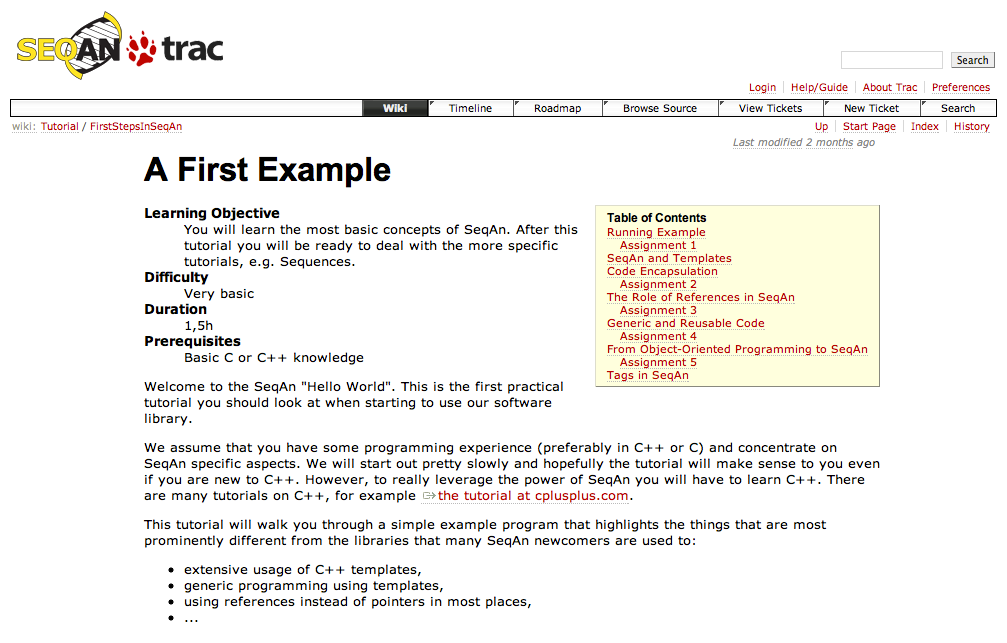 SEQAN trac
Search
Login Help/Guide About Trac Preferences
Wiki Timeline Roadmap Browse Source View Tickets New Ticket Search
wiki: Tutorial / FirstStepsInSeqAn
Up Start Page Index History
Last modified 2 months ago
A First Example
Learning Objective
You will learn the most basic concepts of SeqAn. After this
tutorial you will be ready to deal with the more specific
tutorials, e.g. Sequences.
Difficulty
Very basic
Duration
1,5h
Prerequisites
Basic C or C++ knowledge
Table of Contents
Running Example
Assignment 1
SeqAn and Templates
Code Encapsulation
Assignment 2
The Role of References in SeqAn
Assignment 3
Generic and Reusable Code
Assignment 4
From Object-Oriented Programming to SeqAn
Assignment 5
Tags in SeqAn
Welcome to the SeqAn "Hello World". This is the first practical
tutorial you should look at when starting to use our software
library.
We assume that you have some programming experience (preferably in C++ or C) and concentrate on
SeqAn specific aspects. We will start out pretty slowly and hopefully the tutorial will make sense to you even
if you are new to C++. However, to really leverage the power of SeqAn you will have to learn C++. There
are many tutorials on C++, for example the tutorial at cplusplus.com.
This tutorial will walk you through a simple example program that highlights the things that are most
prominently different from the libraries that many SeqAn newcomers are used to:
• extensive usage of C++ templates,
• generic programming using templates,
• using references instead of pointers in most places,
• ...